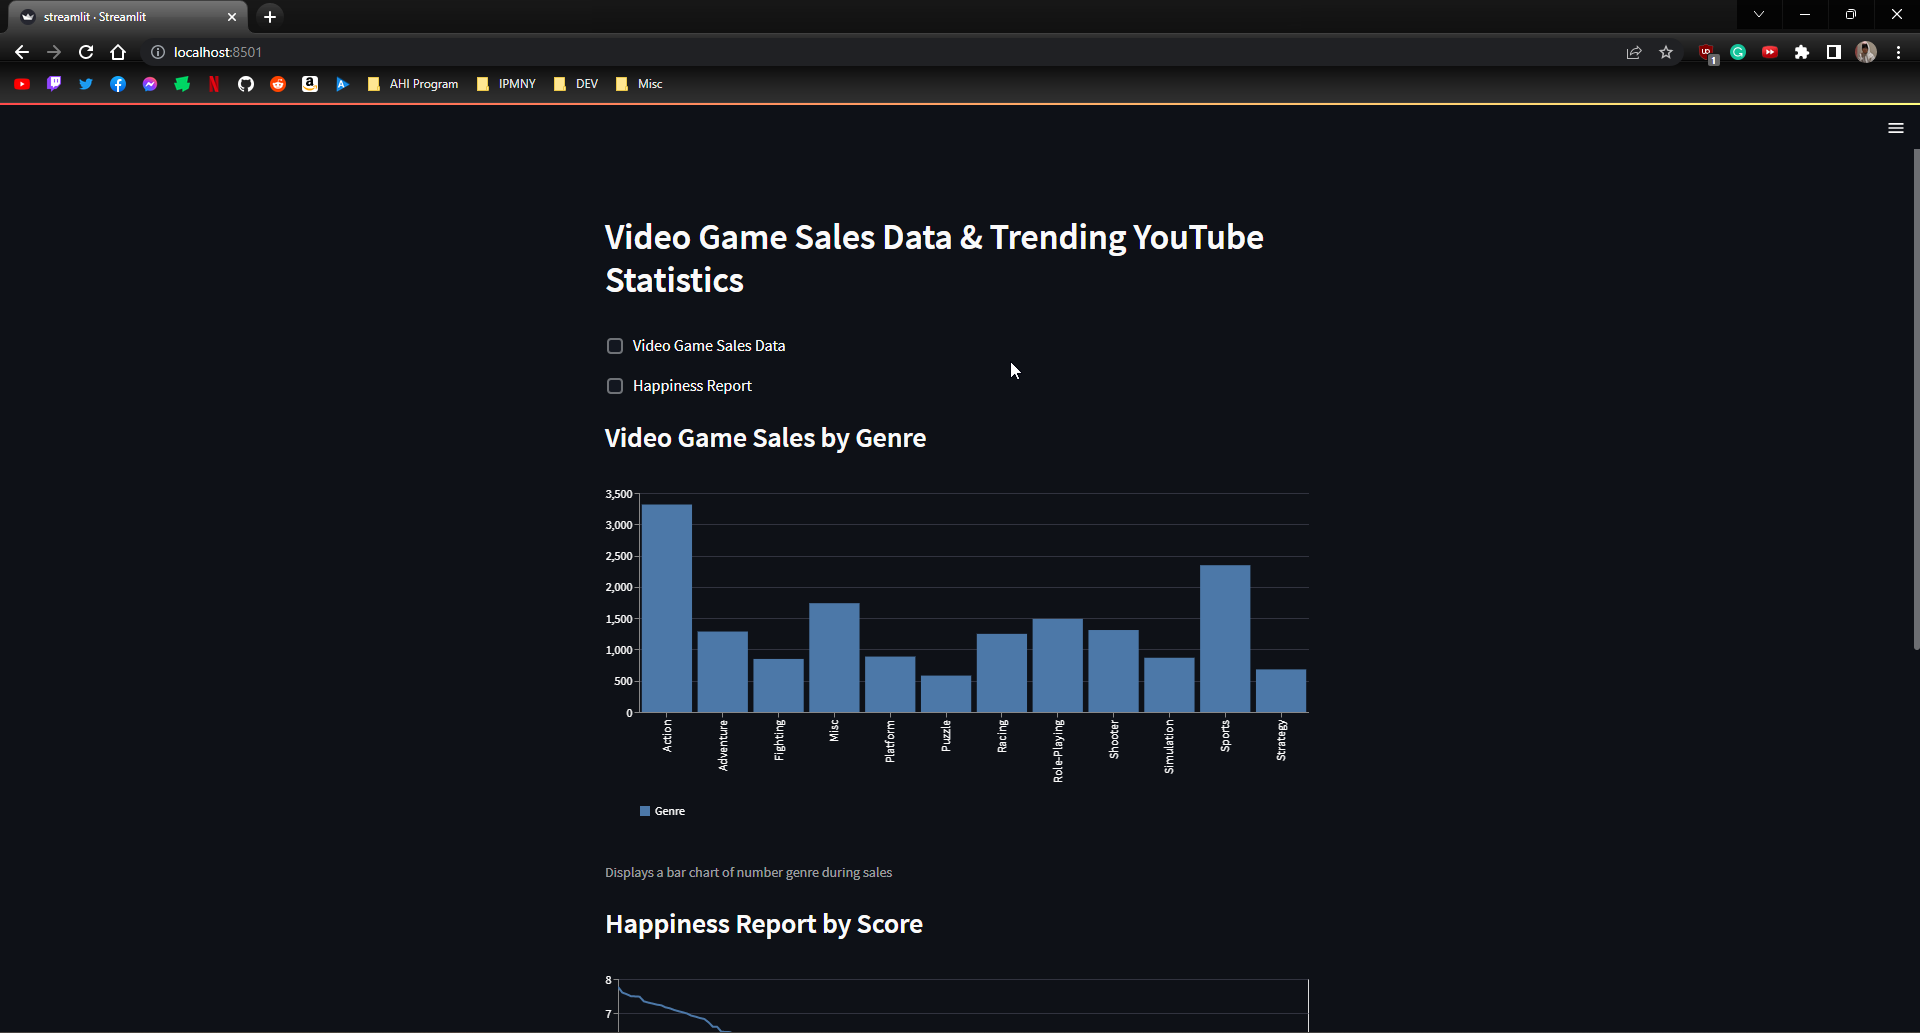 streamlit · Streamlit
localhost:8501
1
AHI Program
IPMNY
DEV
Misc
Video Game Sales Data & Trending YouTube
Statistics
Video Game Sales Data
Happiness Report
Video Game Sales by Genre
3,500
3,000
2,500
2,000
1,500
1,000
500
0
Action
Adventure
Fighting
Misc
Platform
Puzzle
Racing
Role-Playing
Shooter
Simulation
Sports
Strategy
Genre
Displays a bar chart of number genre during sales
Happiness Report by Score
8
7